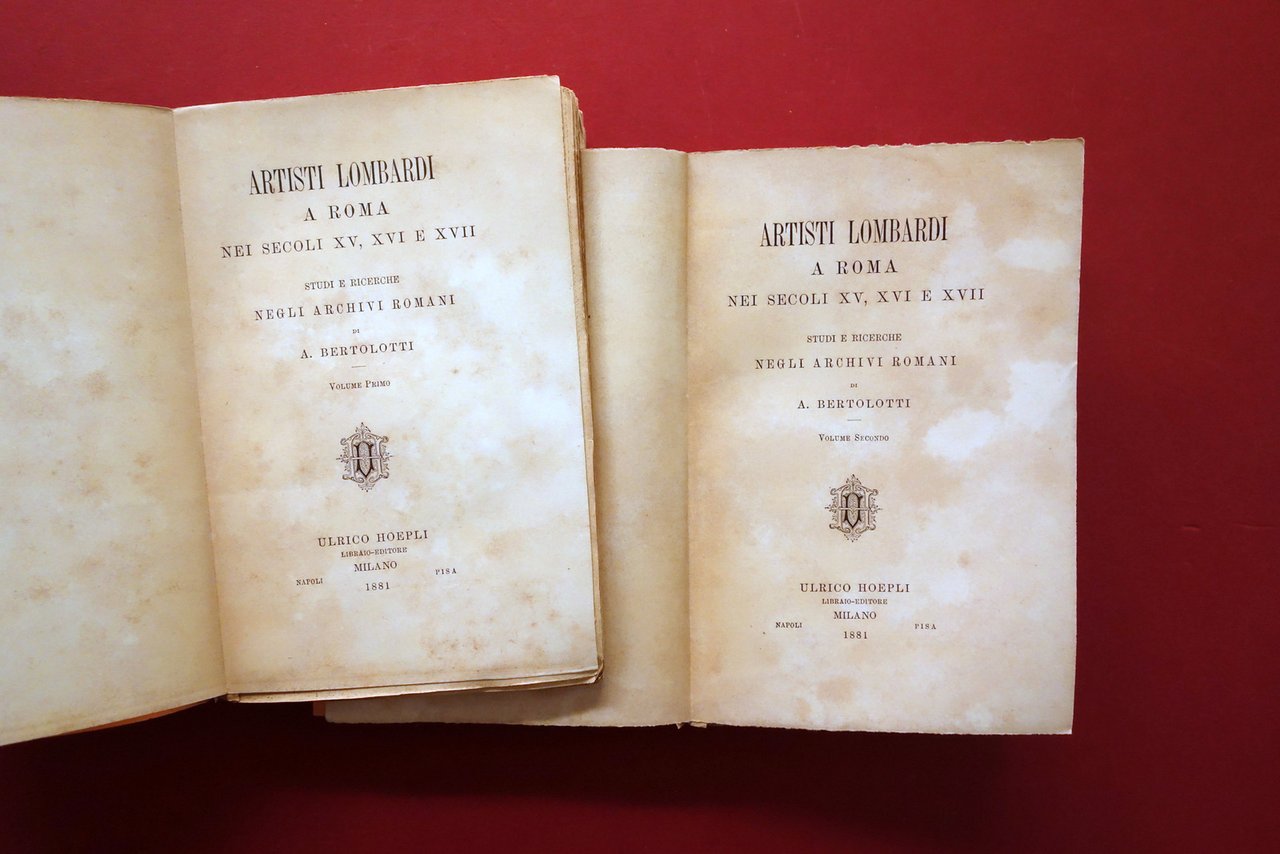 ARTISTI LOMBARDI
A ROMA
NEI SECOLI XV, XVI E XVII
STUDI E RICERCHE
NEGLI ARCHIVI ROMANI
DI
A. BERTOLOTTI
VOLUME PRIMO
ULRICO HOEPLI
LIBRAIO-EDITORE
MILANO
NAPOLI PISA
1881
ARTISTI LOMBARDI
A ROMA
NEI SECOLI XV, XVI E XVII
STUDI E RICERCHE
NEGLI ARCHIVI ROMANI
DI
A. BERTOLOTTI
VOLUME SECONDO
ULRICO HOEPLI
LIBRAIO-EDITORE
MILANO
NAPOLI PISA
1881